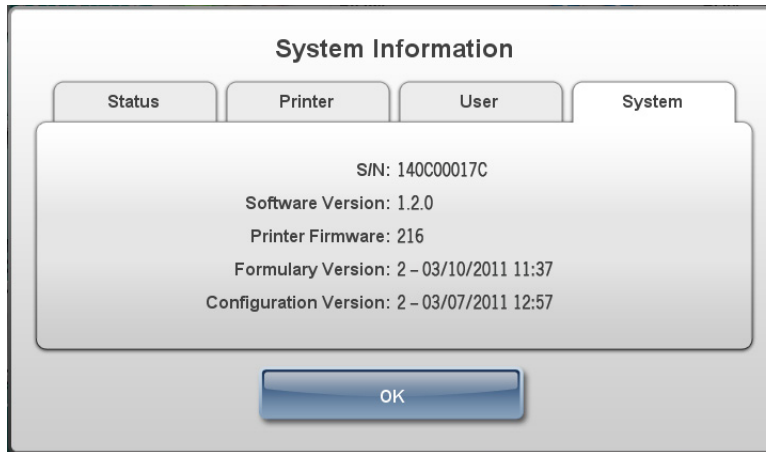 System Information
Status Printer User System
S/N: 140C00017C
Software Version: 1.2.0
Printer Firmware: 216
Formulary Version: 2 – 03/10/2011 11:37
Configuration Version: 2 – 03/07/2011 12:57
OK